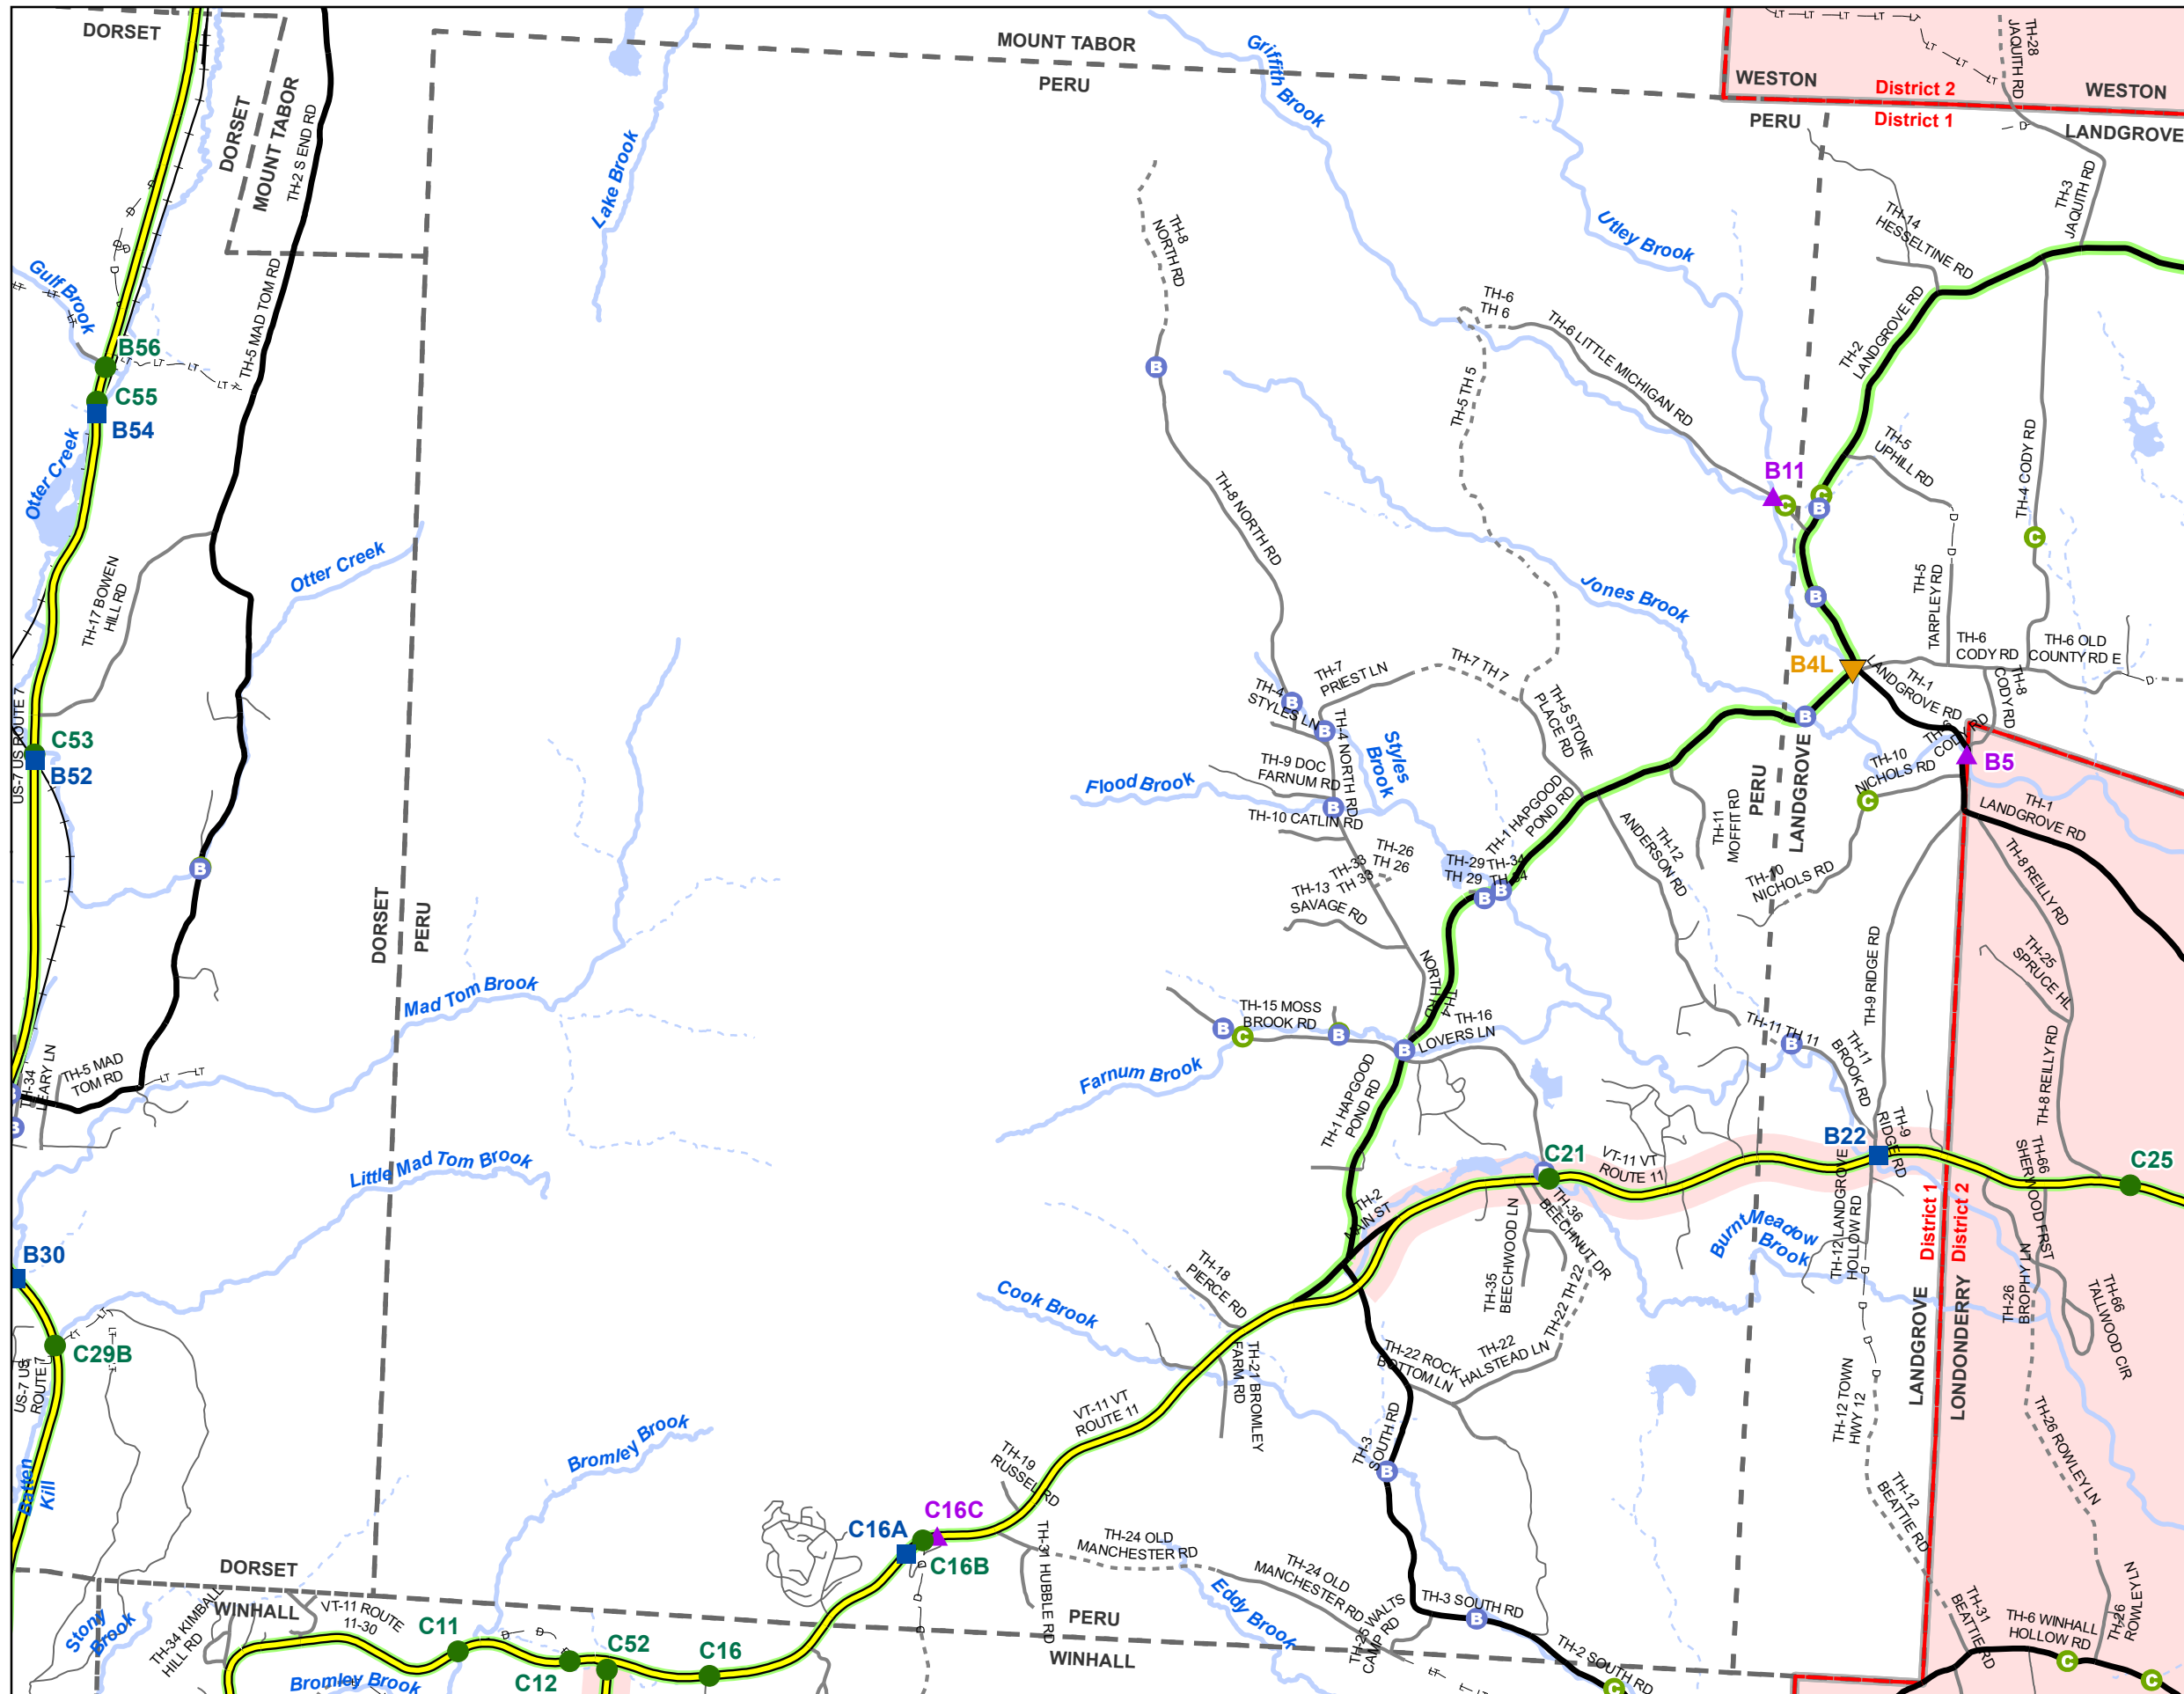 DORSET
MOUNT TABOR
PERU
WESTON
WESTON
District 2
District 1
PERU
LANDGROVE
TH-28
JAQUITH RD
DORSET
MOUNT TABOR
TH-2 S END RD
Lake Brook
Griffith Brook
Utley Brook
TH-3
JAQUITH RD
TH-14
HESSELTINE RD
TH-8
NORTH RD
Gulf Brook
TH-5 MAD TOM RD
B56
C55
B54
Otter Creek
TH-6
TH 6
TH-6 LITTLE MICHIGAN RD
TH-2
LANDGROVE RD
TH-5 TH 5
TH-5
UPHILL RD
TH-4 CODY RD
B11
TH-8 NORTH RD
Otter Creek
TH-17 BOWEN
HILL RD
Jones Brook
TH-5
TARPLEY RD
TH-6
CODY RD
TH-6 OLD
COUNTY RD E
B4L
TH-1
LANDGROVE RD
TH-8
CODY RD
TH-7
PRIEST LN
TH-7 TH 7
TH-4
STYLES LN
TH-5 STONE
PLACE RD
US-7 US ROUTE 7
C53
B52
TH-4 NORTH RD
Styles
Brook
TH-9 DOC
FARNUM RD
Flood Brook
TH-10 CATLIN RD
TH-10
NICHOLS RD
B5
TH-1
LANDGROVE RD
TH-1 HAPGOOD
POND RD
TH-11
MOFFIT RD
PERU
LANDGROVE
TH-12
ANDERSON RD
TH-26
TH 26
TH-33
TH 33
TH-29
TH 29
TH-34
TH-13
SAVAGE RD
TH-10
NICHOLS RD
TH-8 REILLY RD
DORSET
PERU
TH-9 RIDGE RD
TH-25
SPRUCE HL
Mad Tom Brook
NORTH RD
TH-4
TH-15 MOSS
BROOK RD
TH-16
LOVERS LN
TH-11 TH 11
TH-11
BROOK RD
TH-8 REILLY RD
TH-34
LEARY LN
TH-5 MAD
TOM RD
Farnum Brook
TH-1 HAPGOOD
POND RD
B22
TH-9
RIDGE RD
C21
VT-11 VT
ROUTE 11
C25
Little Mad Tom Brook
TH-2
MAIN ST
TH-36
BEECHNUT DR
TH-35
BEECHWOOD LN
TH-12 LANDGROVE
HOLLOW RD
Burnt Meadow
Brook
District 1
District 2
TH-66
SHERWOOD FRST
TH-26
BROPHY LN
TH-66
TALLWOOD CIR
B30
C29B
US-7 US
ROUTE 7
TH-18
PIERCE RD
Cook Brook
TH-21 BROMLEY
FARM RD
TH-22 ROCK
BOTTOM LN
TH-22
HALSTEAD LN
TH-22 TH 22
TH-12 TOWN
HWY 12
LANDGROVE
LONDONDERRY
TH-26 ROWLEY LN
VT-11 VT
ROUTE 11
TH-3
SOUTH RD
Bromley Brook
TH-19
RUSSEL RD
Batten
Kill
C16C
C16A
C16B
TH-24 OLD
MANCHESTER RD
TH-24 OLD
MANCHESTER RD
TH-31 HUBBLE RD
TH-12
BEATTIE RD
DORSET
WINHALL
Stony
Brook
TH-34 KIMBALL
HILL RD
VT-11 ROUTE
11-30
Eddy Brook
PERU
WINHALL
TH-25 WALTS
CAMP RD
TH-3 SOUTH RD
TH-2 SOUTH RD
TH-31
BEATTIE RD
TH-6 WINHALL
HOLLOW RD
TH-26
ROWLEY LN
C11
C12
C52
C16
Bromley Brook